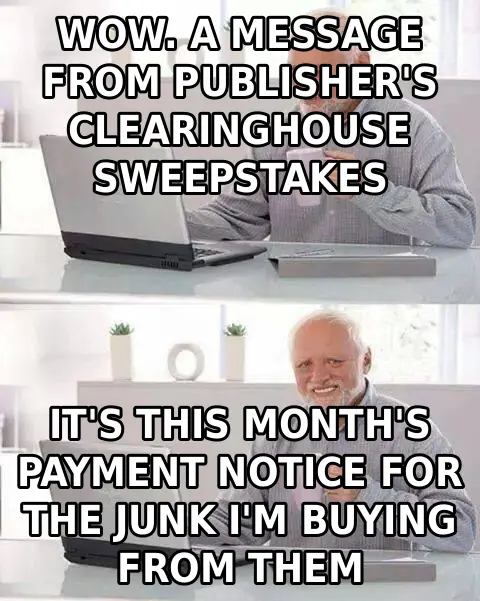 WOW. A MESSAGE
FROM PUBLISHER'S
CLEARINGHOUSE
SWEEPSTAKES
IT'S THIS MONTH'S
PAYMENT NOTICE FOR
THE JUNK I'M BUYING
FROM THEM